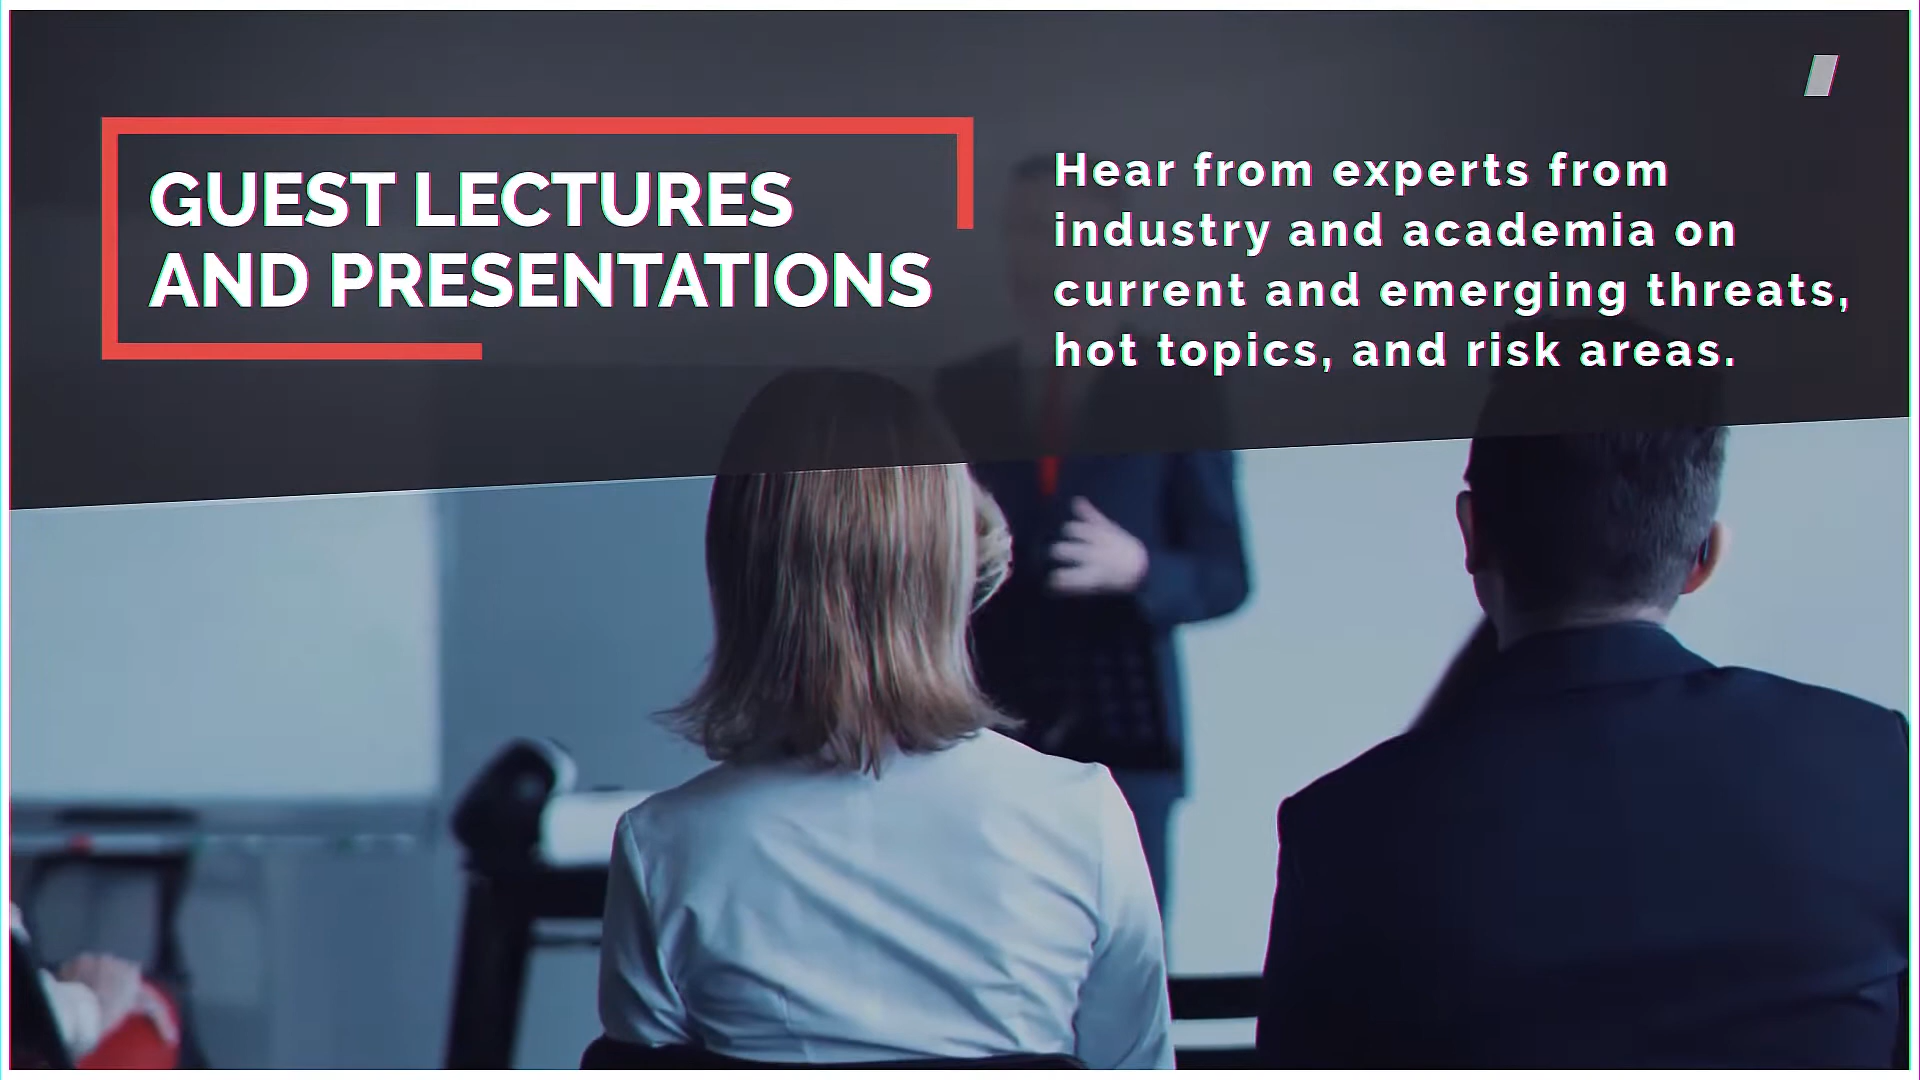 GUEST LECTURES
AND PRESENTATIONS
Hear from experts from
industry and academia on
current and emerging threats,
hot topics, and risk areas.